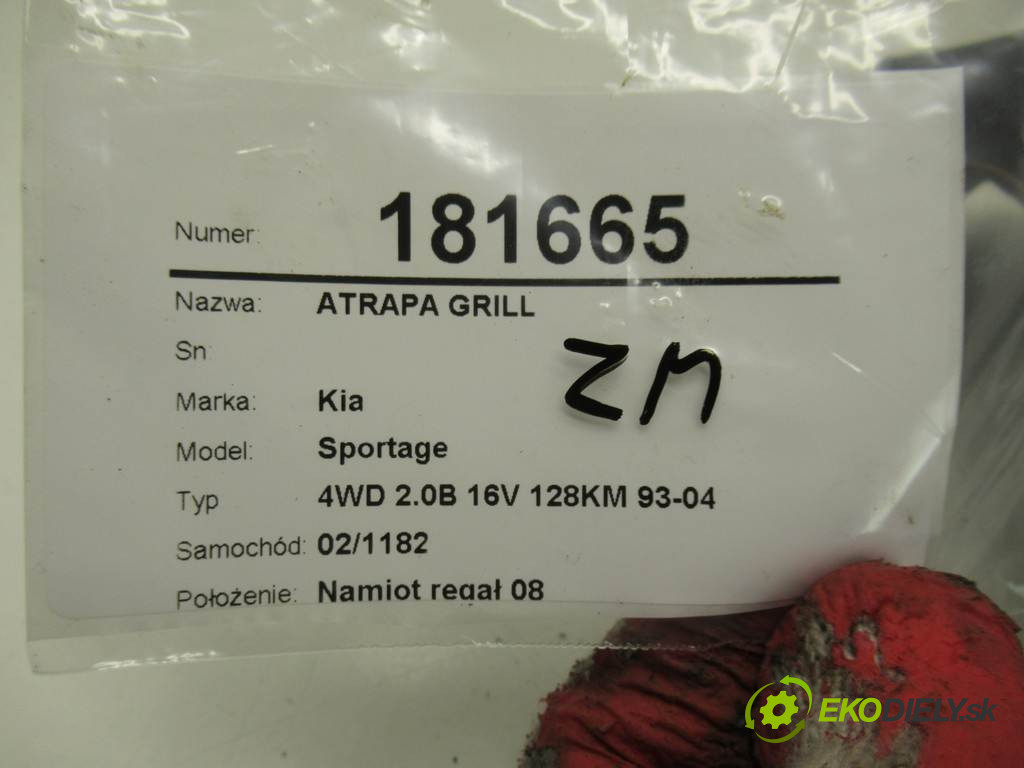 Numer: 181665
Nazwa: ATRAPA GRILL
Sn
ZM
Marka: Kia
Model: Sportage
Typ 4WD 2.0B 16V 128KM 93-04
Samochód: 02/1182
Położenie: Namiot regał 08
EKODIELY.sk